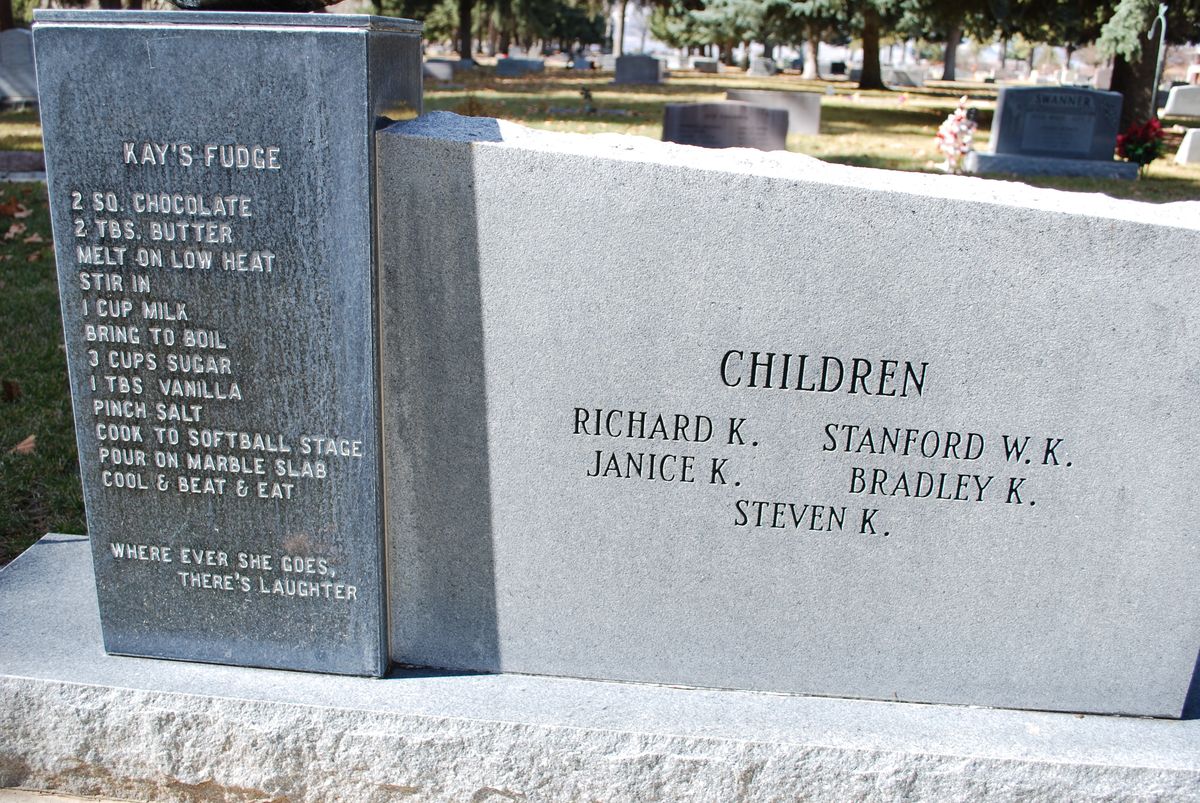 KAY'S FUDGE
2 SQ. CHOCOLATE
2 TBS. BUTTER
MELT ON LOW HEAT
STIR IN
1 CUP MILK
BRING TO BOIL
3 CUPS SUGAR
1 TBS VANILLA
PINCH SALT
COOK TO SOFTBALL STAGE
POUR ON MARBLE SLAB
COOL & BEAT & EAT
WHERE EVER SHE GOES,
THERE'S LAUGHTER
CHILDREN
RICHARD K. STANFORD W. K.
JANICE K. BRADLEY K.
STEVEN K.
SWANNER